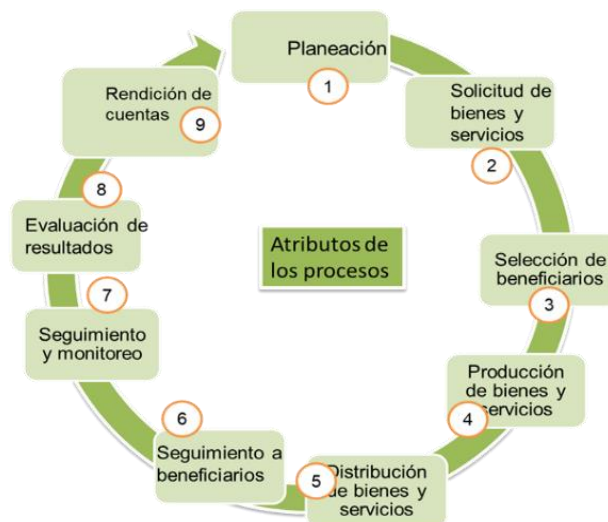 Planeación
1
Solicitud de
bienes y
servicios
2
Selección de
beneficiarios
3
Producción
de bienes y
servicios
4
Distribución
de bienes y
servicios
5
Seguimiento a
beneficiarios
6
Seguimiento
y monitoreo
7
Evaluación de
resultados
8
Rendición de
cuentas
9
Atributos de
los procesos